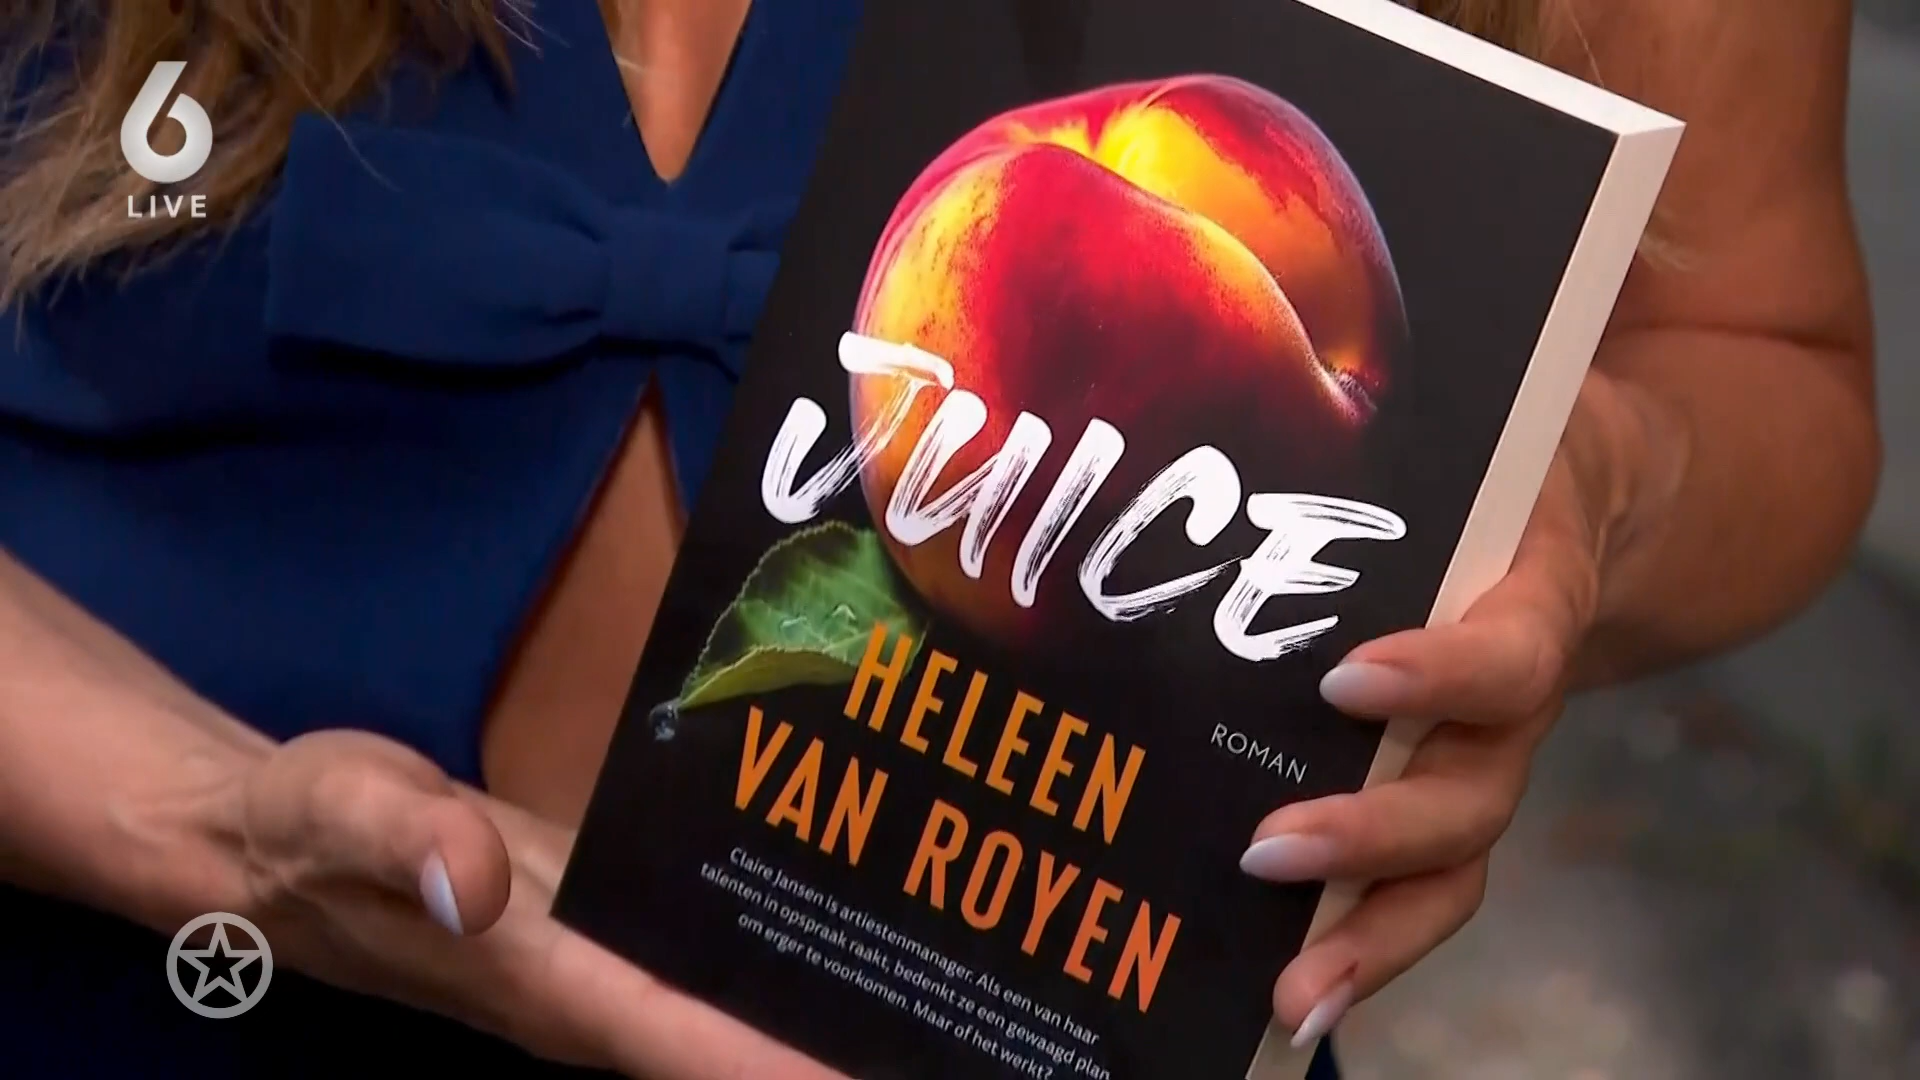 6
LIVE
JUICE
HELEEN
VAN ROYEN
ROMAN
Claire Jansen is artiestenmanager. Als een van haar
talenten in opspraak raakt, bedenkt ze een gewaagd plan
om erger te voorkomen. Maar of het werkt?